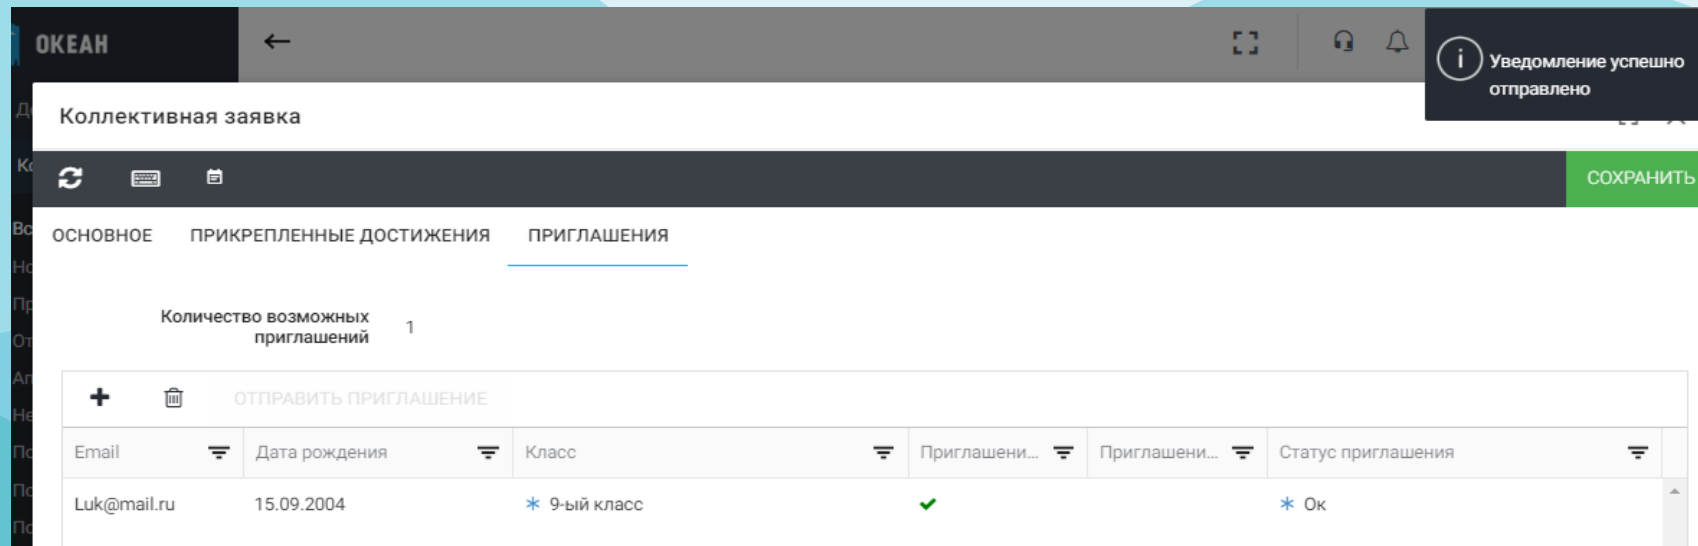 ОКЕАН
Уведомление успешно
отправлено
Коллективная заявка
СОХРАНИТЬ
ОСНОВНОЕ ПРИКРЕПЛЕННЫЕ ДОСТИЖЕНИЯ ПРИГЛАШЕНИЯ
Количество возможных
приглашений
1
ОТПРАВИТЬ ПРИГЛАШЕНИЕ
Email Дата рождения Класс Приглашени... Приглашени... Статус приглашения
Luk@mail.ru 15.09.2004 9-ый класс Ок